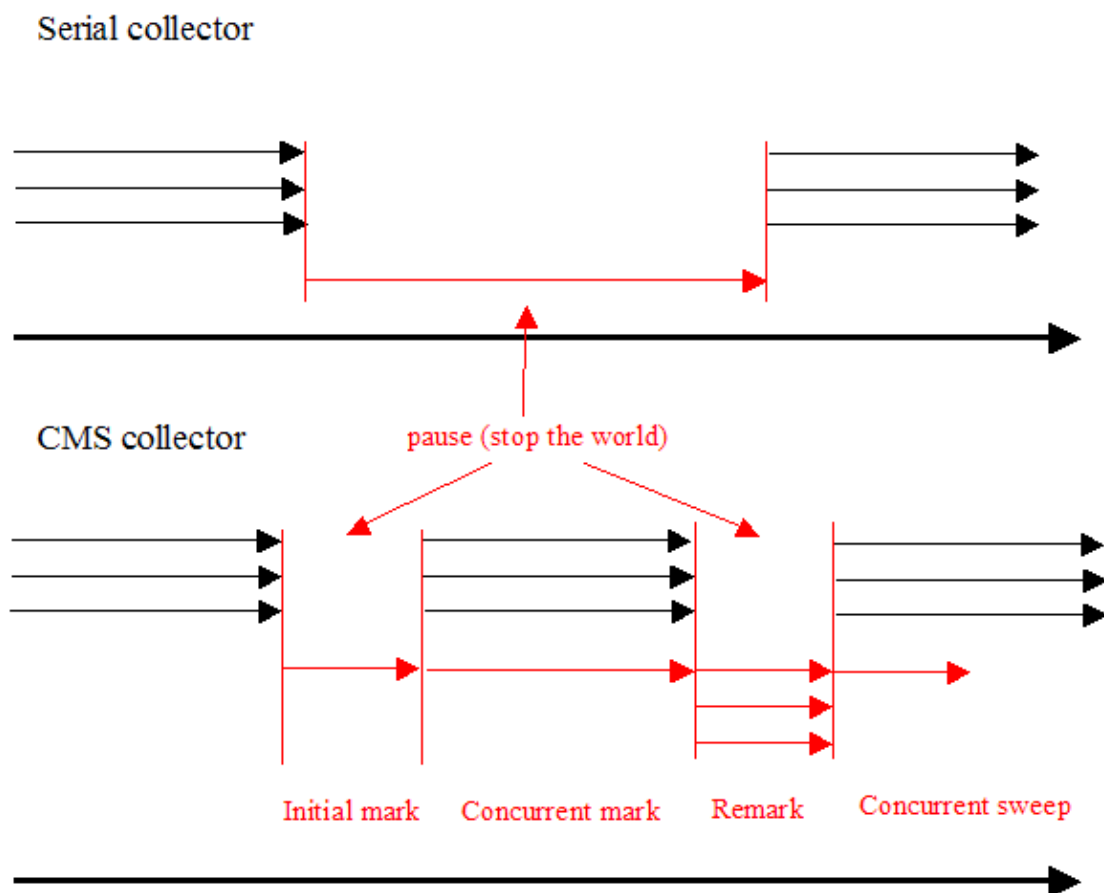 Serial collector
CMS collector
pause (stop the world)
Initial mark
Concurrent mark
Remark
Concurrent sweep